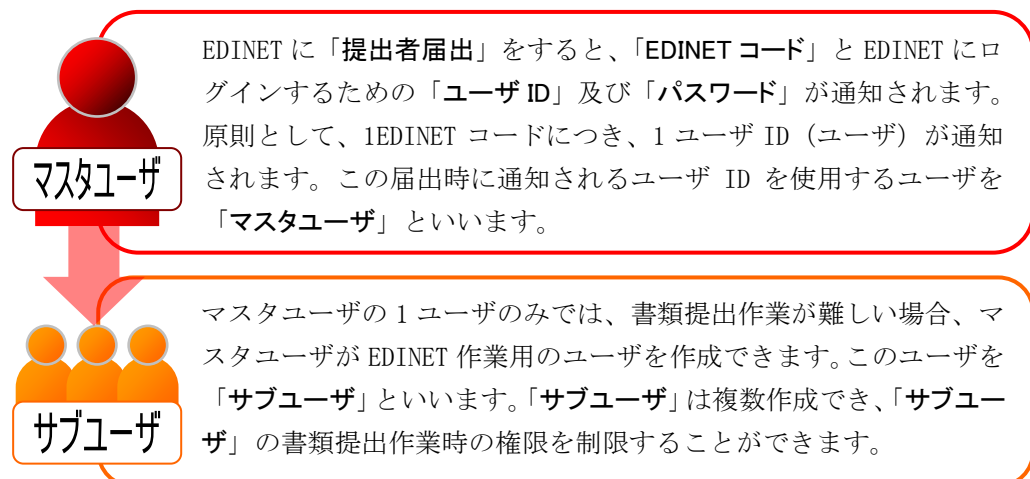 EDINET に「提出者届出」をすると、「EDINET コード」と EDINET にロ
グインするための「ユーザ ID」及び「パスワード」が通知されます。
原則として、1EDINET コードにつき、1 ユーザ ID（ユーザ）が通知
されます。この届出時に通知されるユーザ ID を使用するユーザを
「マスタユーザ」といいます。
マスタユーザ
マスタユーザの 1 ユーザのみでは、書類提出作業が難しい場合、マ
スタユーザが EDINET 作業用のユーザを作成できます。このユーザを
「サブユーザ」といいます。「サブユーザ」は複数作成でき、「サブユー
ザ」の書類提出作業時の権限を制限することができます。
サブユーザ